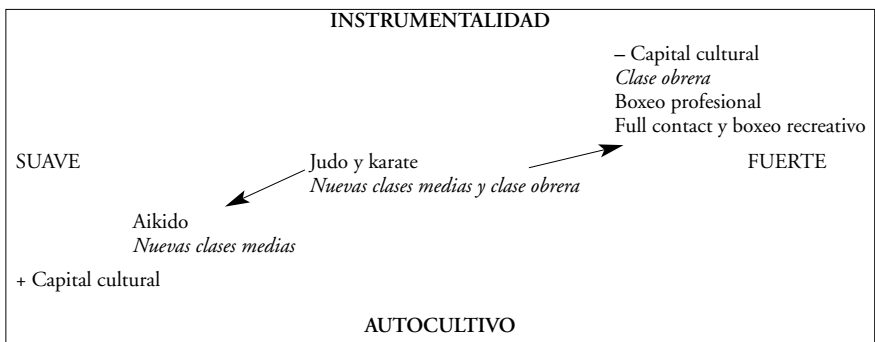 INSTRUMENTALIDAD
– Capital cultural
Clase obrera
Boxeo profesional
Full contact y boxeo recreativo
SUAVE
Judo y karate
FUERTE
Nuevas clases medias y clase obrera
Aikido
Nuevas clases medias
+ Capital cultural
AUTOCULTIVO